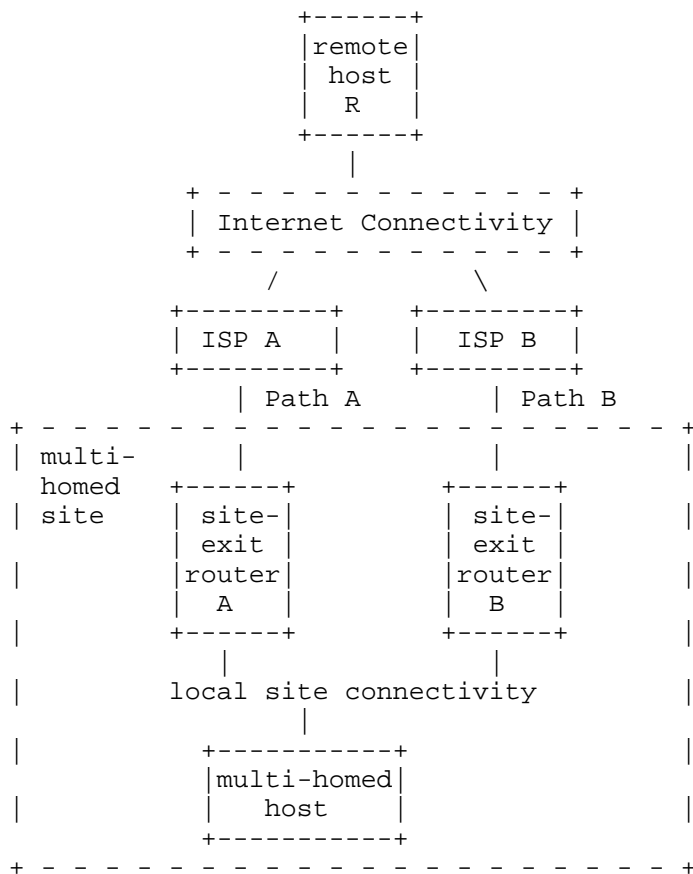 remote
host
R
Internet Connectivity
ISP A ISP B
Path A Path B
multi-
homed
site site- site-
exit exit
router router
A B
local site connectivity
multi-homed
host